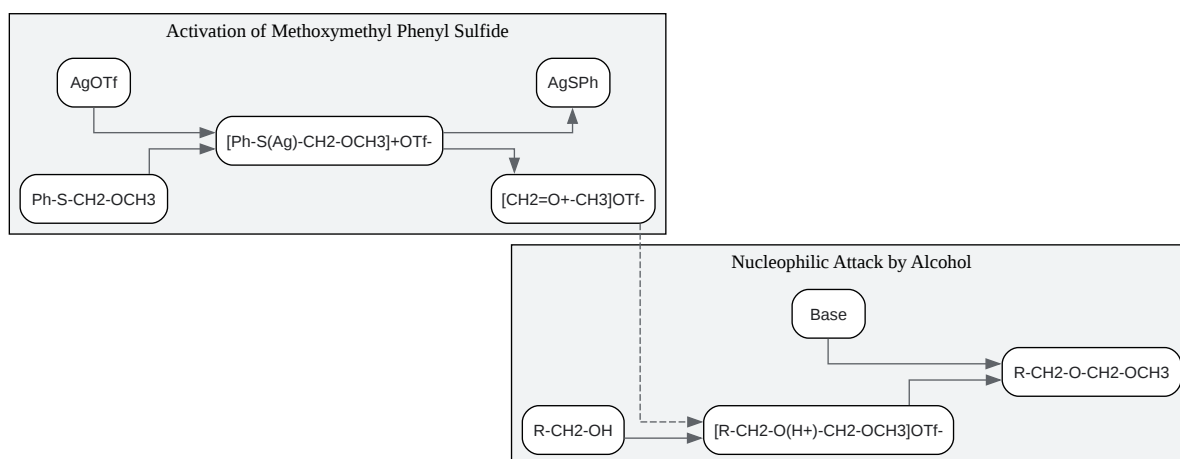 Activation of Methoxymethyl Phenyl Sulfide
AgOTf
AgSPh
[Ph-S(Ag)-CH2-OCH3]+OTf-
Ph-S-CH2-OCH3
[CH2=O+-CH3]OTf-
Nucleophilic Attack by Alcohol
Base
R-CH2-O-CH2-OCH3
R-CH2-OH
[R-CH2-O(H+)-CH2-OCH3]OTf-